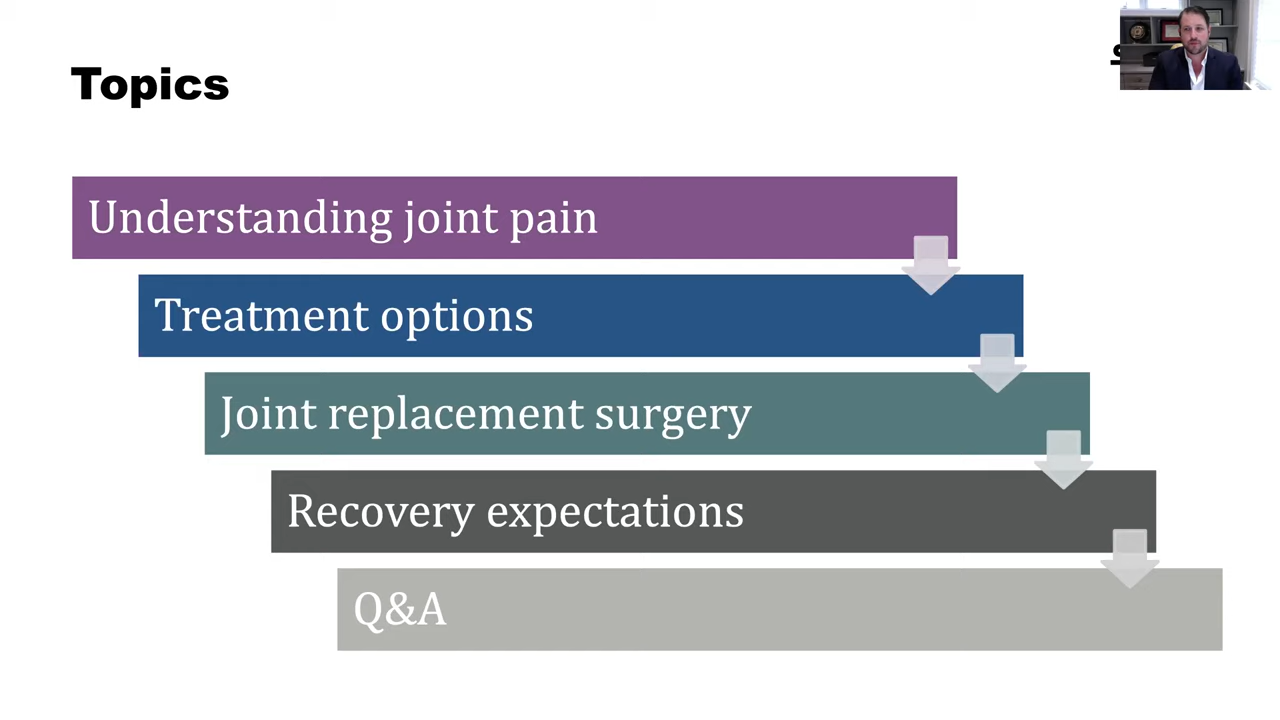 Topics
Understanding joint pain
Treatment options
Joint replacement surgery
Recovery expectations
Q&A